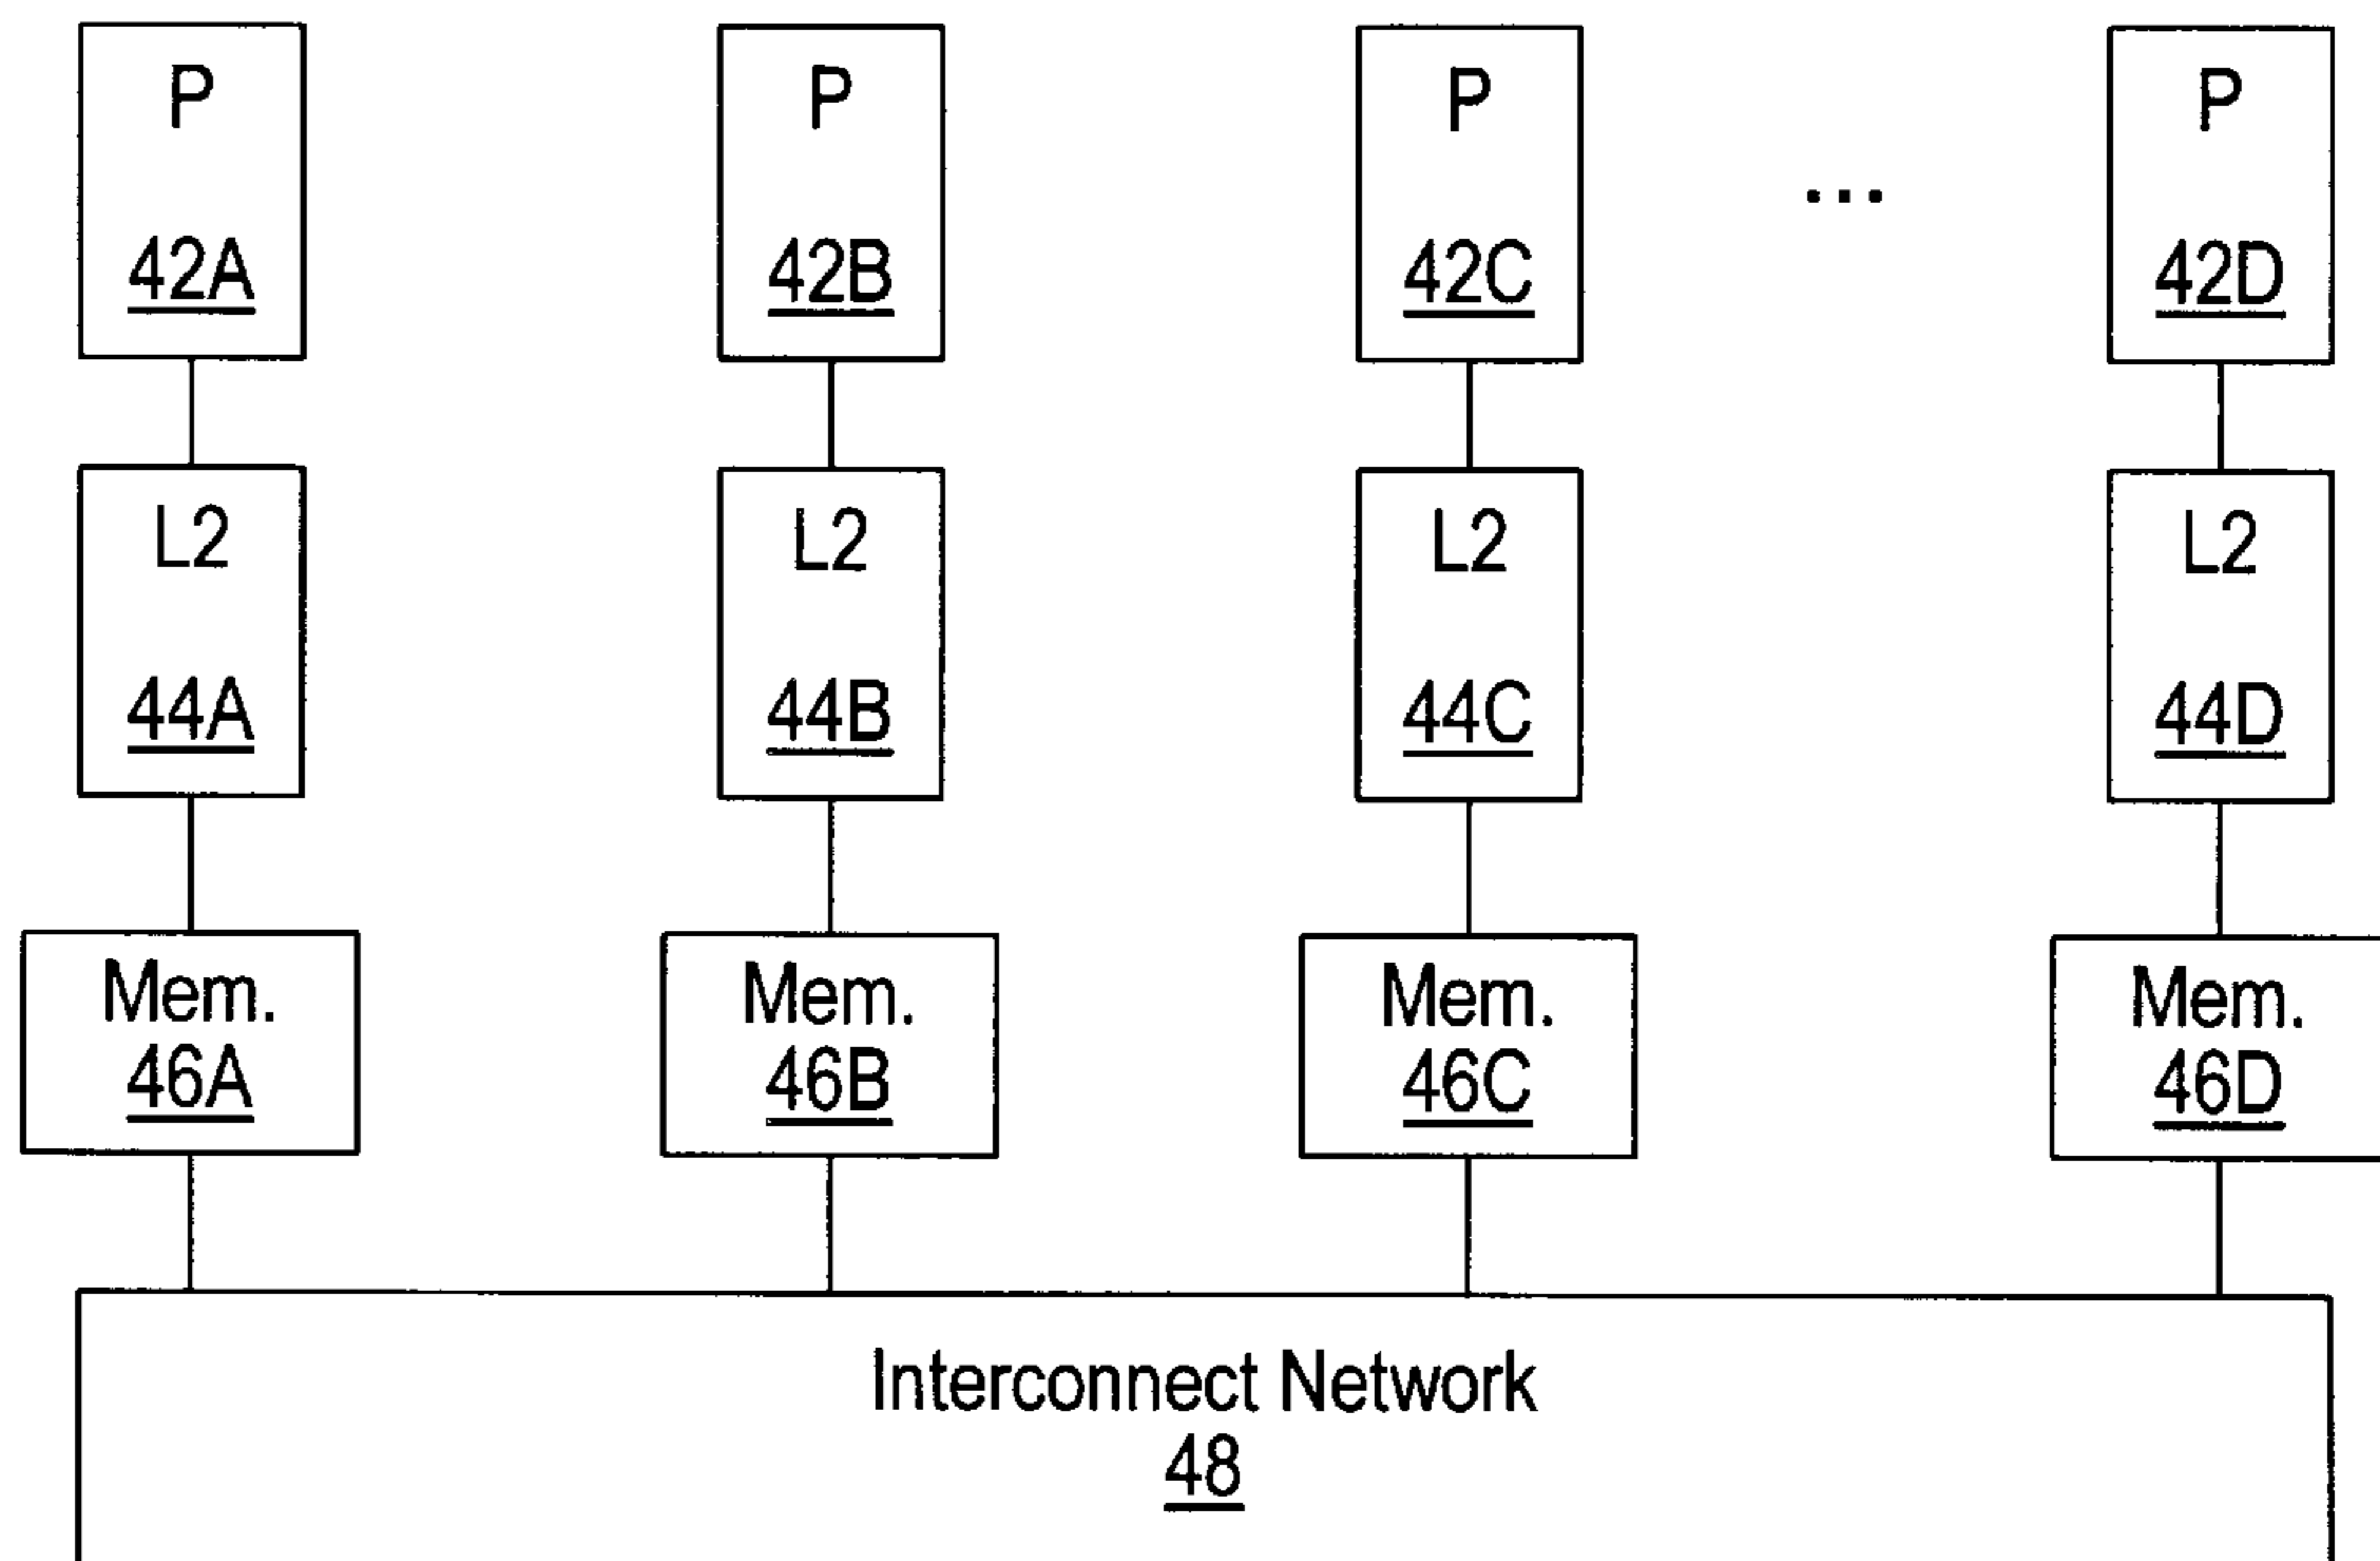 P P P P
42A 42B 42C ... 42D
L2 L2 L2 L2
44A 44B 44C 44D
Mem. Mem. Mem. Mem.
46A 46B 46C 46D
Interconnect Network
48